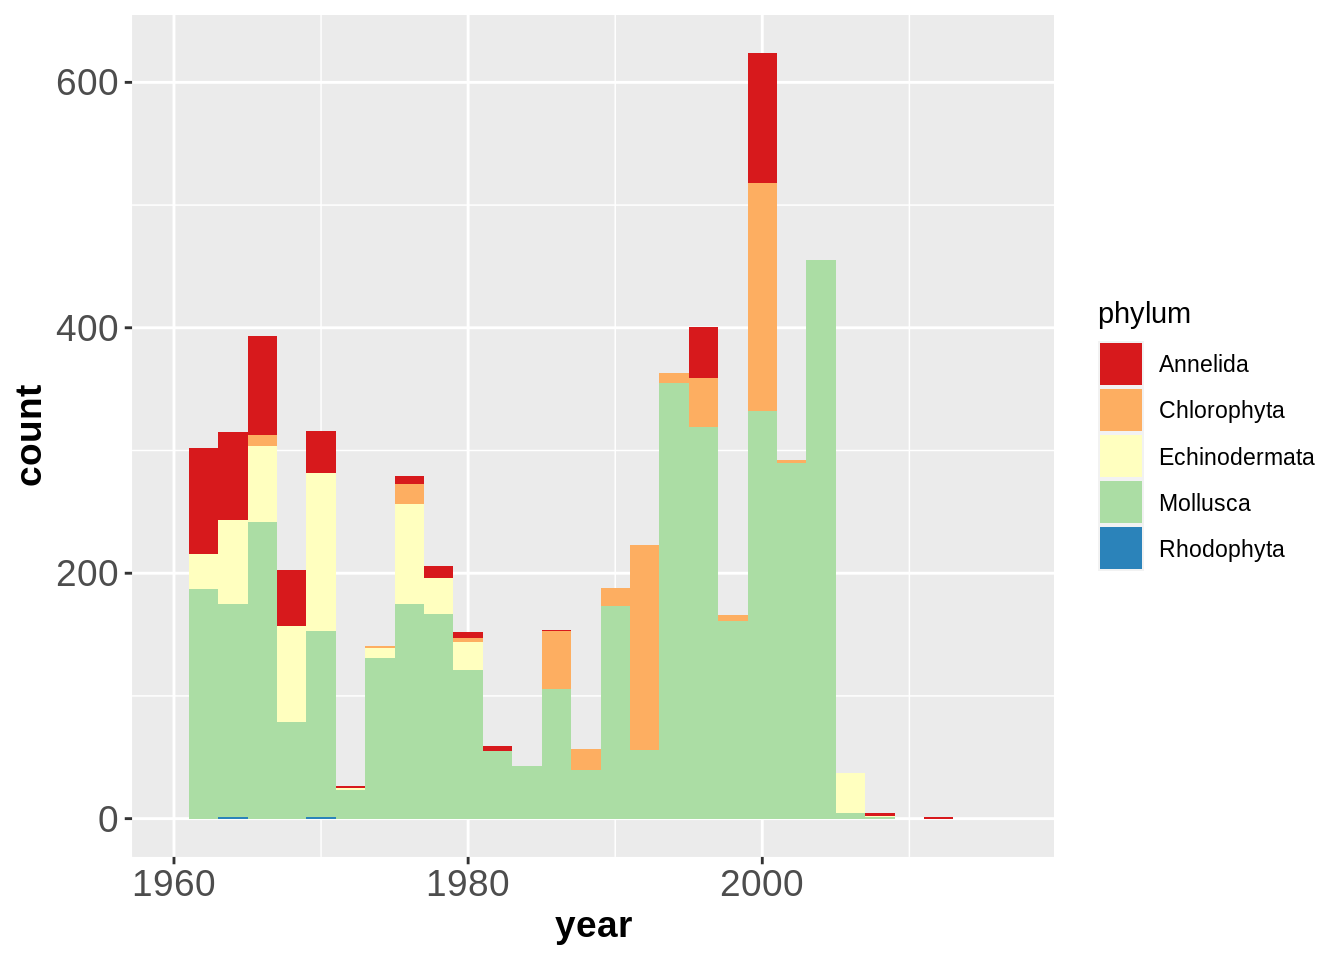 600
400
200
0
count
1960
1980
2000
year
phylum
Annelida
Chlorophyta
Echinodermata
Mollusca
Rhodophyta